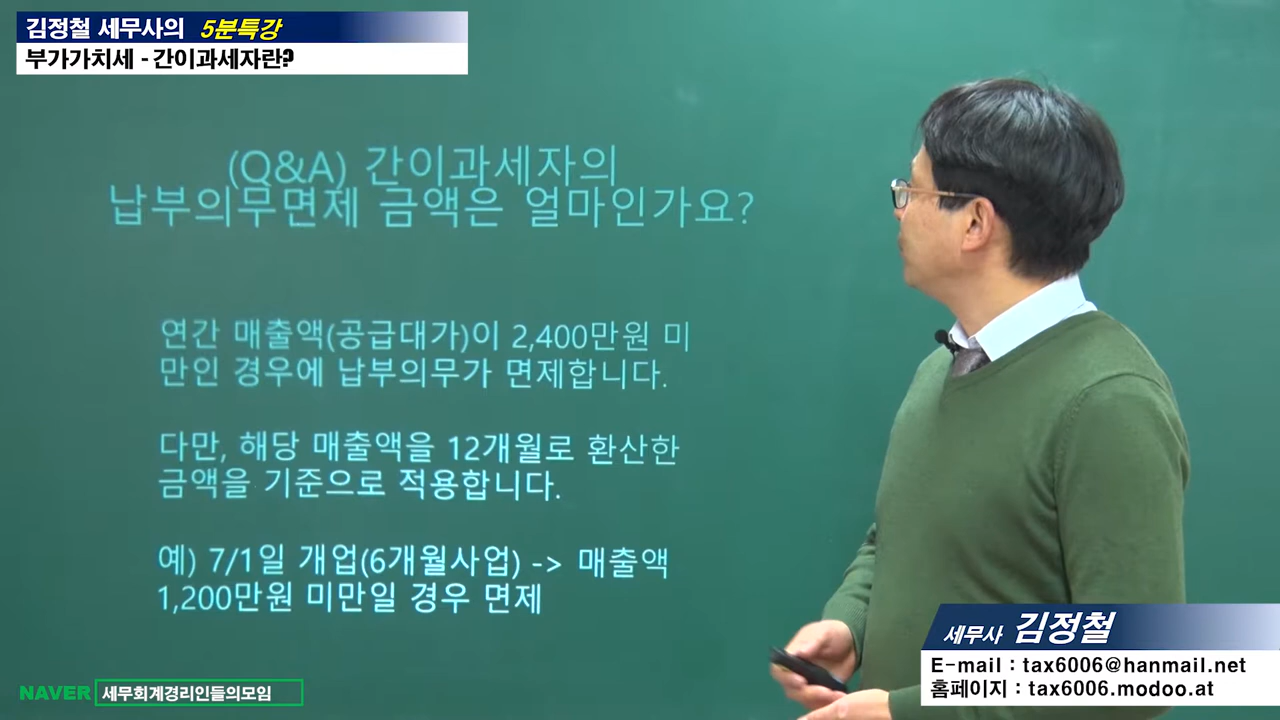 김정철 세무사의 5분특강
부가가치세 - 간이과세자란?
(Q&A) 간이과세자의
납부의무면제 금액은 얼마인가요?
연간 매출액(공급대가)이 2,400만원 미
만인 경우에 납부의무가 면제합니다.
다만, 해당 매출액을 12개월로 환산한
금액을 기준으로 적용합니다.
예) 7/1일 개업(6개월사업) -> 매출액
1,200만원 미만일 경우 면제
세무사 김정철
E-mail : tax6006@hanmail.net
홈페이지 : tax6006.modoo.at
NAVER 세무회계경리인들의모임